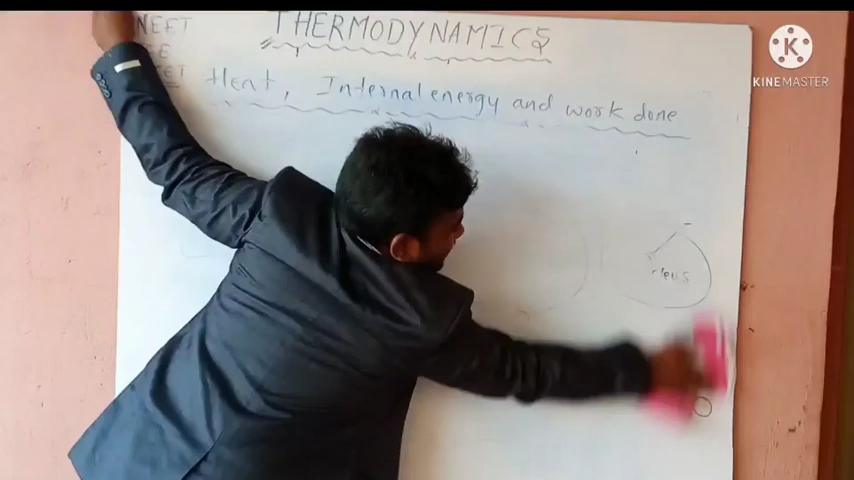 THERMODYNAMICS
NEET
Heat, Internal energy and work done
KINEMASTER